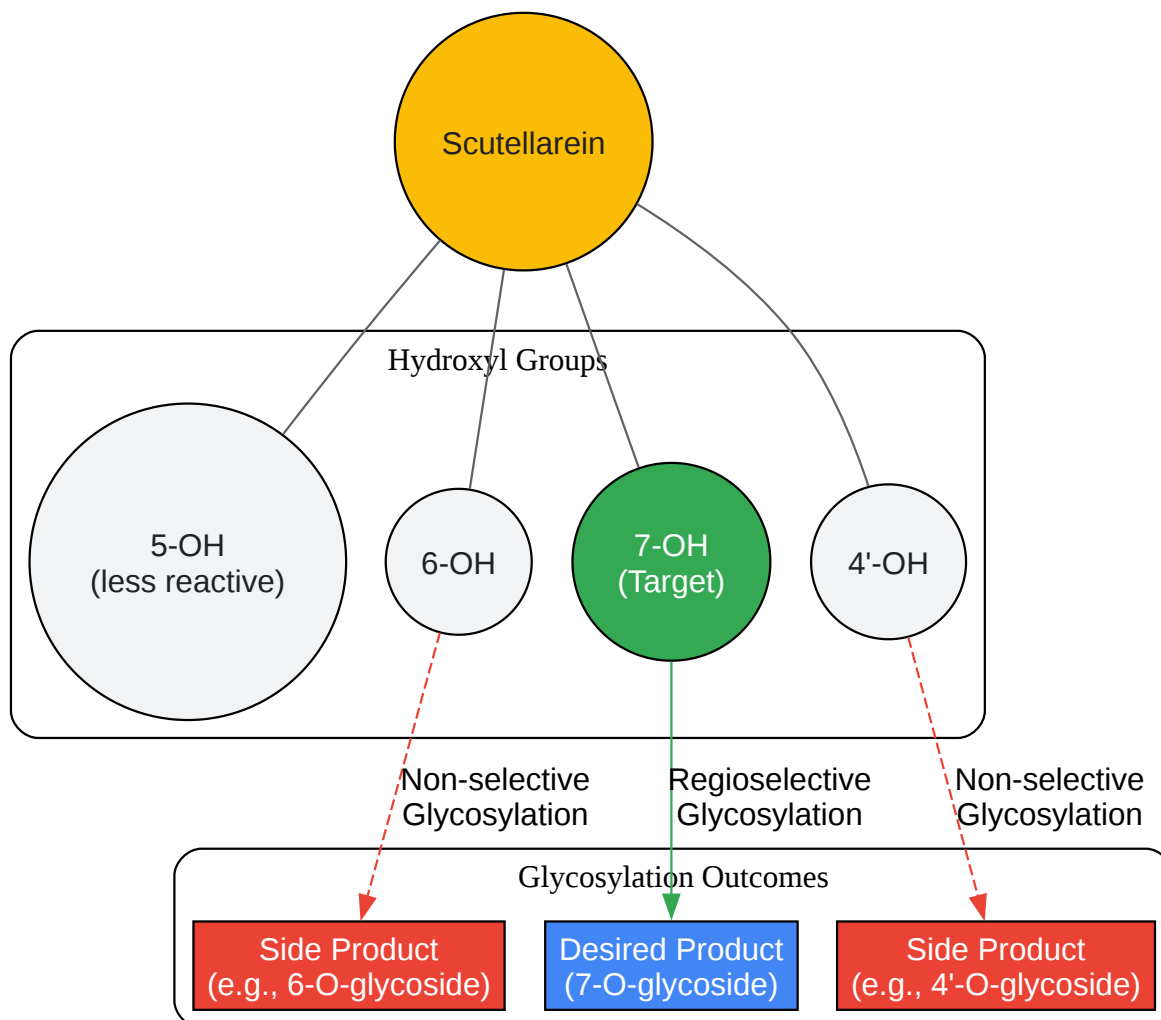 Scutellarein
Hydroxyl Groups
5-OH
(less reactive)
6-OH
7-OH
(Target)
4'-OH
Non-selective
Glycosylation
Regioselective
Glycosylation
Non-selective
Glycosylation
Glycosylation Outcomes
Side Product
(e.g., 6-O-glycoside)
Desired Product
(7-O-glycoside)
Side Product
(e.g., 4'-O-glycoside)